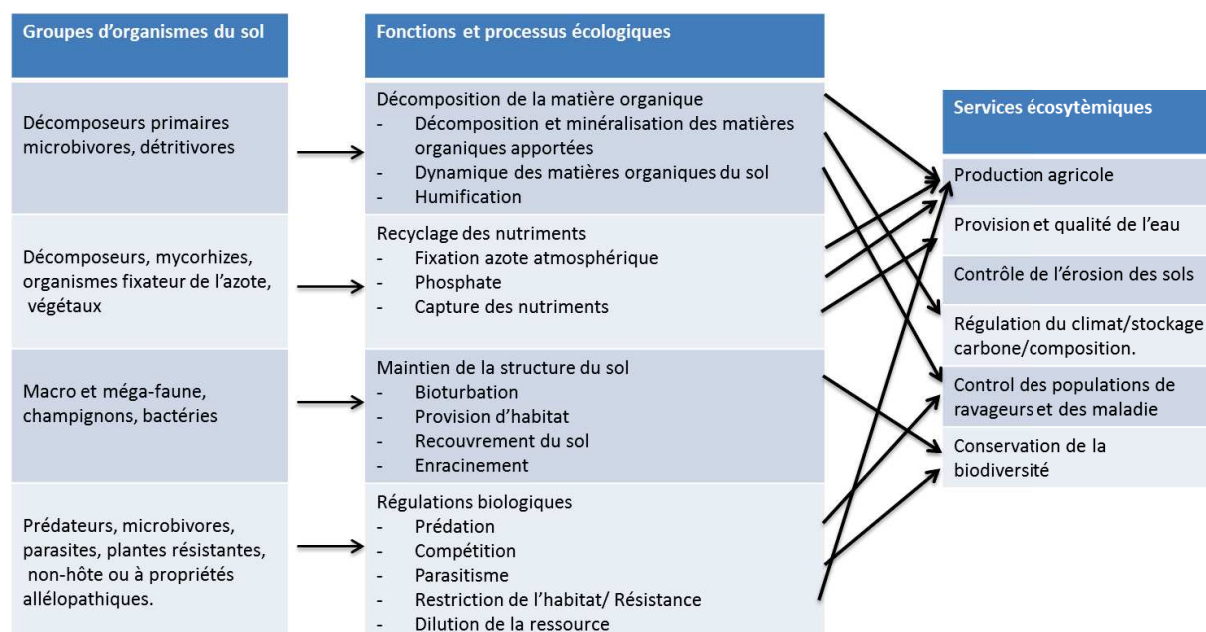 Groupes d'organismes du sol
Décomposeurs primaires
microbivores, détritivores
Décomposeurs, mycorhizes,
organismes fixateur de l'azote,
végétaux
Macro et méga-faune,
champignons, bactéries
Prédateurs, microbivores,
parasites, plantes résistantes,
non-hôte ou à propriétés
allélopathiques.
Fonctions et processus écologiques
Décomposition de la matière organique
- Décomposition et minéralisation des matières
organiques apportées
- Dynamique des matières organiques du sol
- Humification
Recyclage des nutriments
- Fixation azote atmosphérique
- Phosphate
- Capture des nutriments
Maintien de la structure du sol
- Bioturbation
- Provision d'habitat
- Recouvrement du sol
- Enracinement
Régulations biologiques
- Prédation
- Compétition
- Parasitisme
- Restriction de l'habitat/ Résistance
- Dilution de la ressource
Services écosytèmiques
Production agricole
Provision et qualité de l'eau
Contrôle de l'érosion des sols
Régulation du climat/stockage
carbone/composition.
Control des populations de
ravageurs et des maladie
Conservation de la
biodiversité